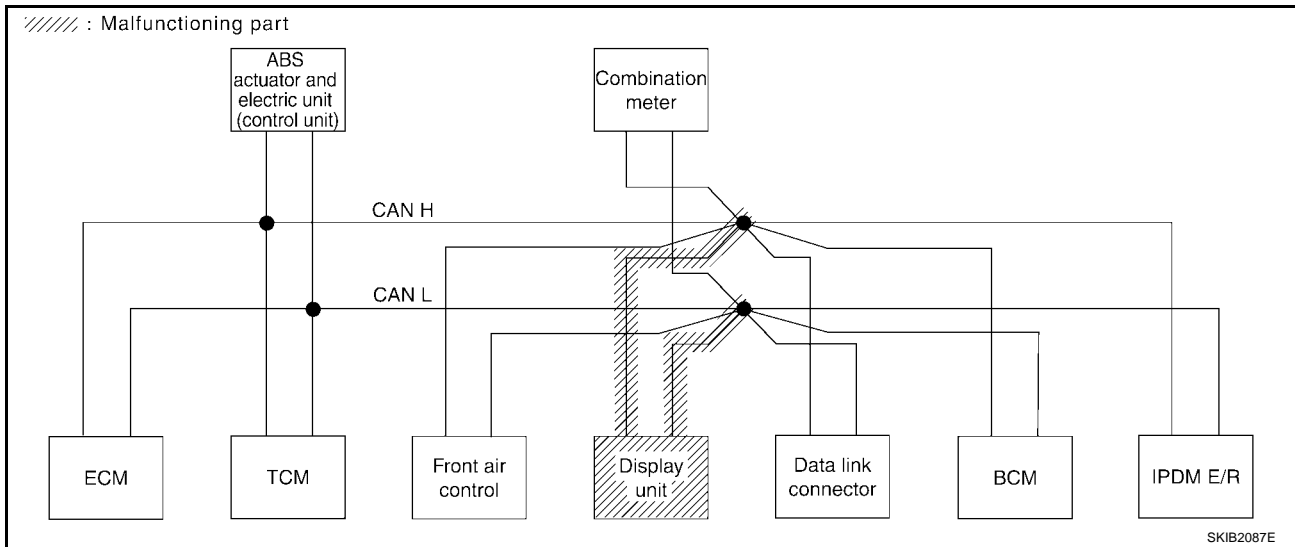 : Malfunctioning part
ABS
actuator and
electric unit
(control unit)
Combination
meter
CAN H
CAN L
ECM
TCM
Front air
control
Display
unit
Data link
connector
BCM
IPDM E/R
SKIB2087E